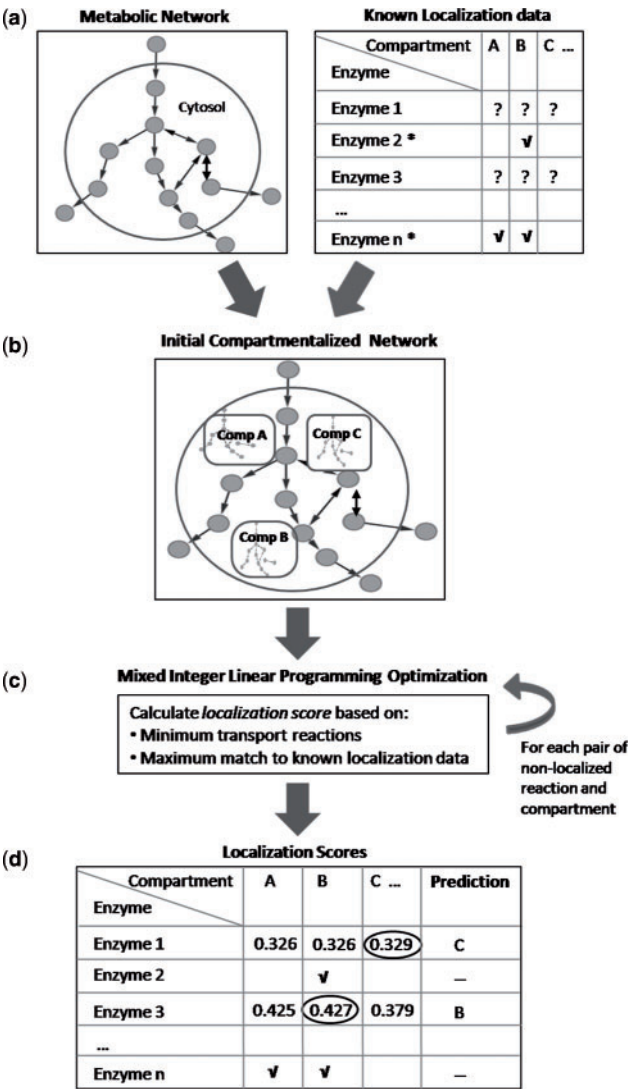 (a)
Metabolic Network
Cytosol
Known Localization data
Compartment A B C ...
Enzyme
Enzyme 1 ? ? ?
Enzyme 2 * √
Enzyme 3 ? ? ?
...
Enzyme n * √ √
(b)
Initial Compartmentalized Network
Comp A
Comp C
Comp B
(c)
Mixed Integer Linear Programming Optimization
Calculate localization score based on:
• Minimum transport reactions
• Maximum match to known localization data
For each pair of
non-localized
reaction and
compartment
(d)
Localization Scores
Compartment A B C ... Prediction
Enzyme
Enzyme 1 0.326 0.326 0.329 C
Enzyme 2 √ —
Enzyme 3 0.425 0.427 0.379 B
...
Enzyme n √ √ —